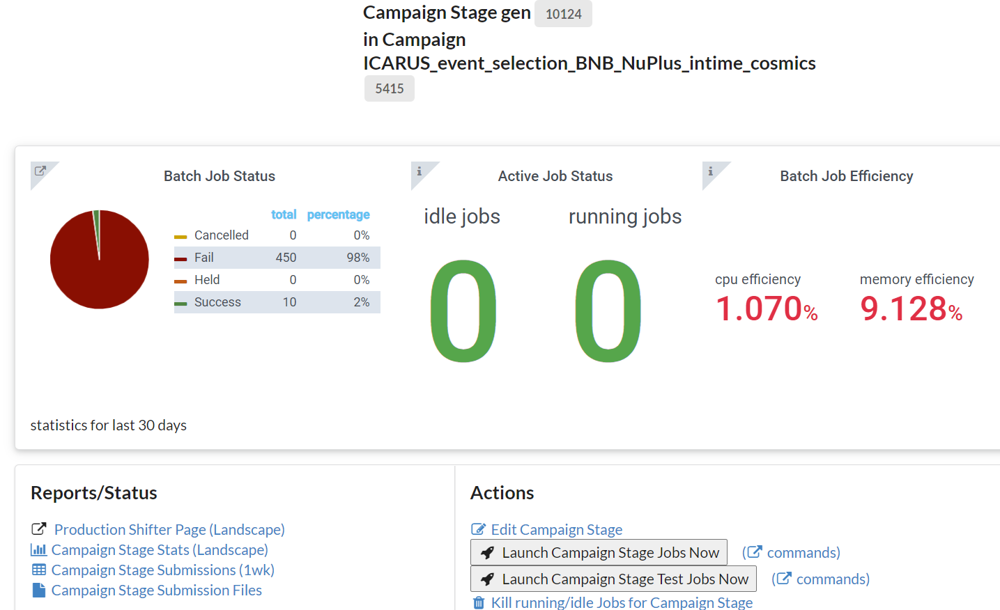 Campaign Stage gen 10124
in Campaign
ICARUS_event_selection_BNB_NuPlus_intime_cosmics
5415
Batch Job Status
total percentage
Cancelled 0 0%
Fail 450 98%
Held 0 0%
Success 10 2%
Active Job Status
idle jobs running jobs
0 0
Batch Job Efficiency
cpu efficiency memory efficiency
1.070% 9.128%
statistics for last 30 days
Reports/Status
Production Shifter Page (Landscape)
Campaign Stage Stats (Landscape)
Campaign Stage Submissions (1wk)
Campaign Stage Submission Files
Actions
Edit Campaign Stage
Launch Campaign Stage Jobs Now ( commands)
Launch Campaign Stage Test Jobs Now ( commands)
Kill running/idle Jobs for Campaign Stage